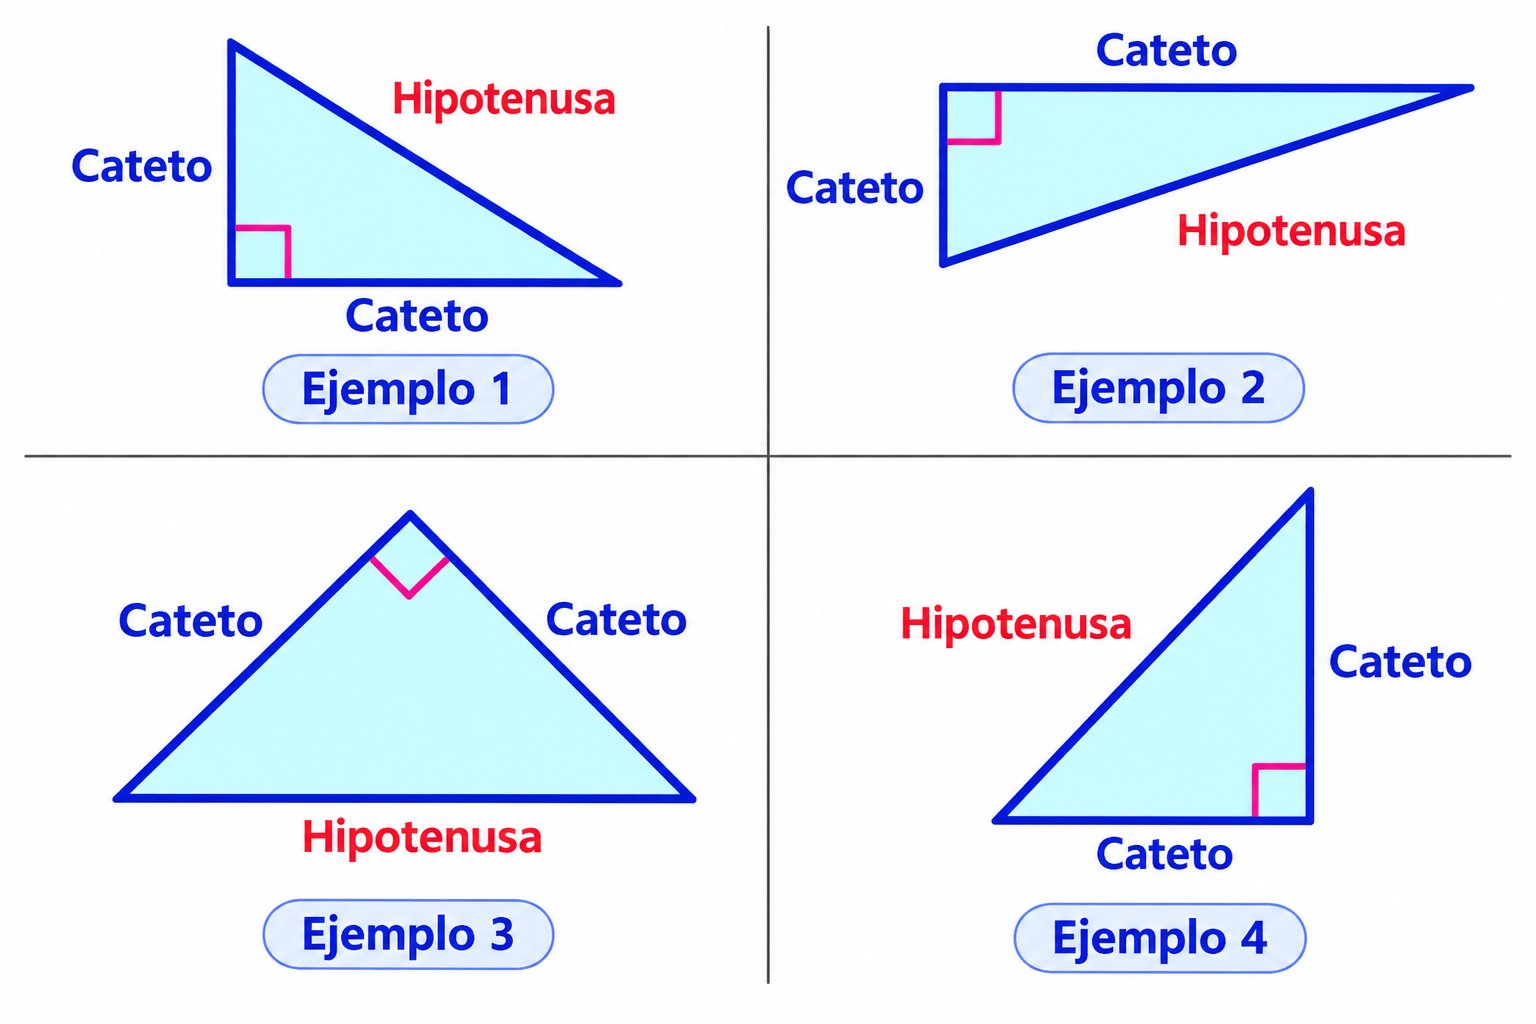 Hipotenusa
Cateto
Cateto
Ejemplo 1
Cateto
Cateto
Hipotenusa
Ejemplo 2
Cateto
Cateto
Hipotenusa
Ejemplo 3
Hipotenusa
Cateto
Cateto
Ejemplo 4